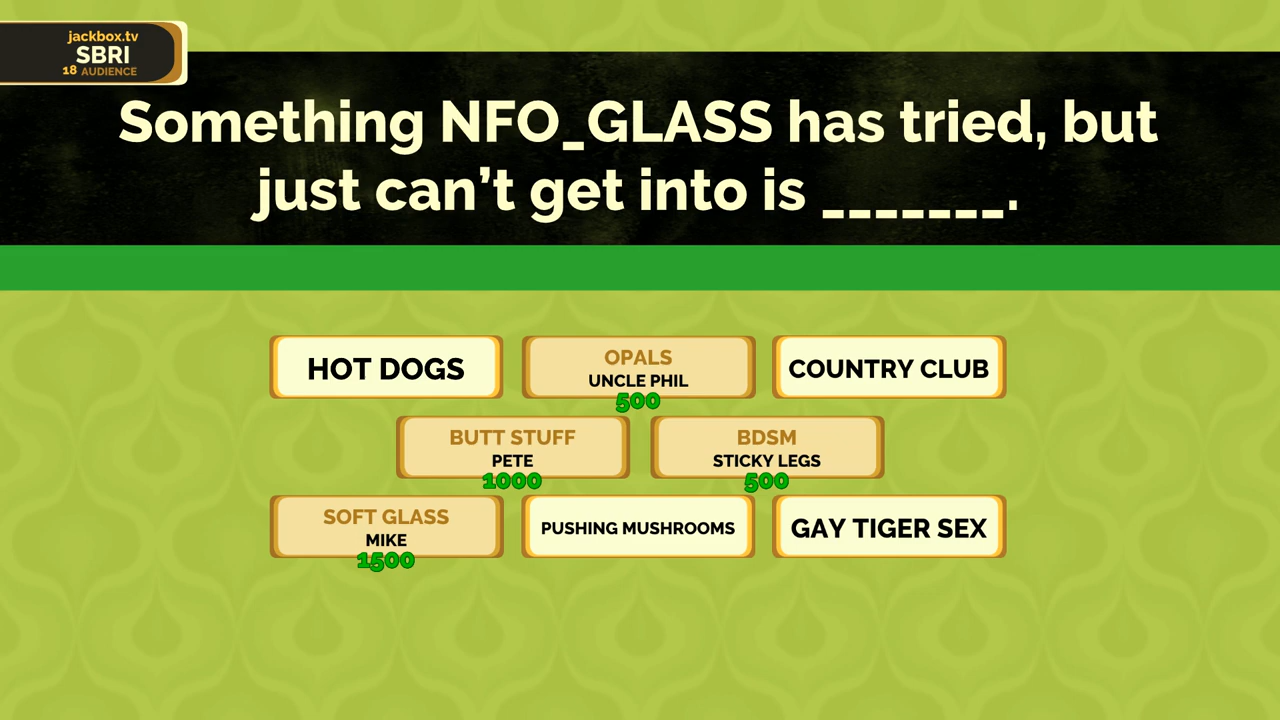 jackbox.tv
SBRI
18 AUDIENCE
Something NFO_GLASS has tried, but
just can't get into is _______.
HOT DOGS
OPALS
UNCLE PHIL
500
COUNTRY CLUB
BUTT STUFF
PETE
1000
BDSM
STICKY LEGS
500
SOFT GLASS
MIKE
1500
PUSHING MUSHROOMS
GAY TIGER SEX